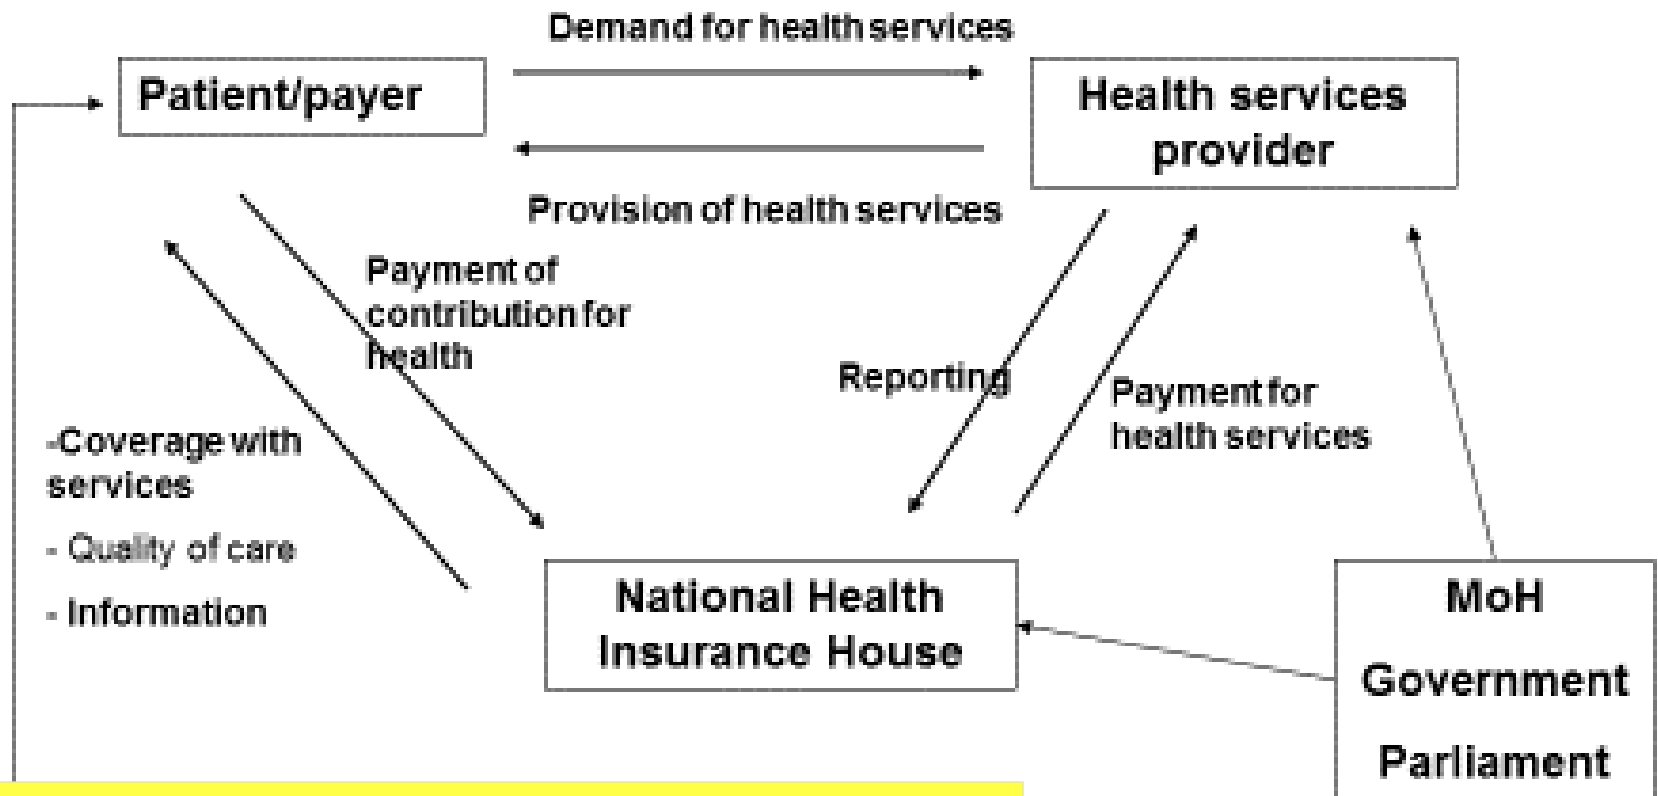 Demand for health services
Patient/payer
Health services
provider
Provision of health services
Payment of
contribution for
health
Reporting
Payment for
health services
-Coverage with
services
- Quality of care
- Information
National Health
Insurance House
MoH
Government
Parliament